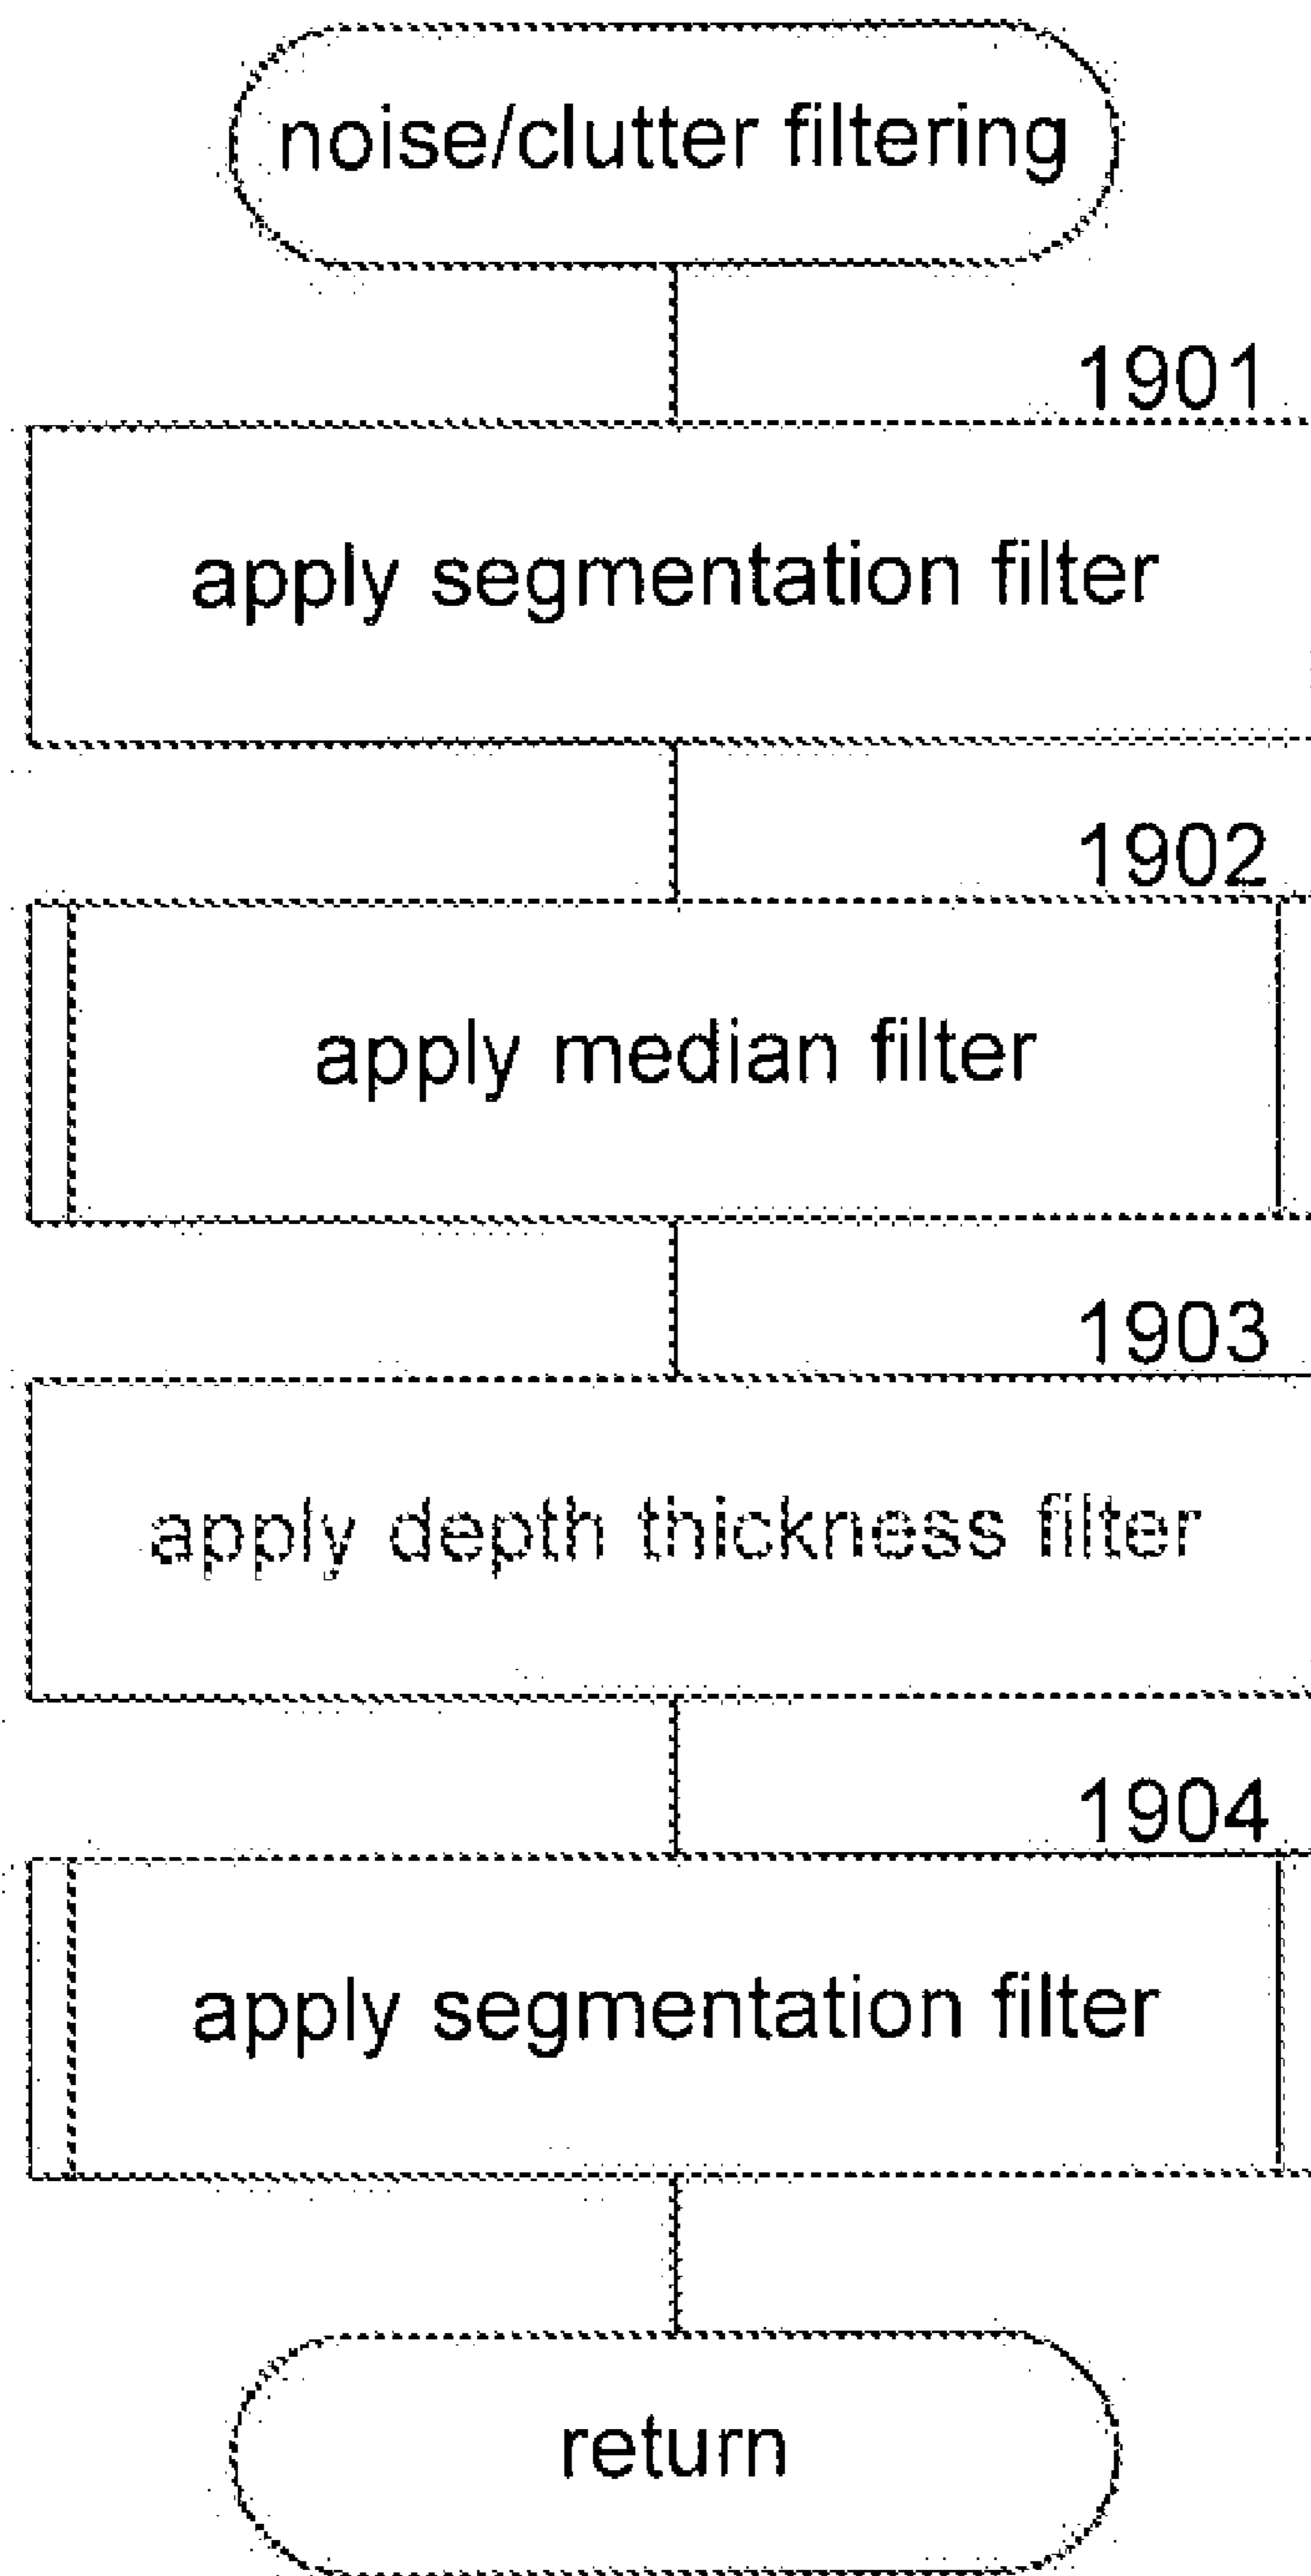 noise/clutter filtering
1901
apply segmentation filter
1902
apply median filter
1903
apply depth thickness filter
1904
apply segmentation filter
return